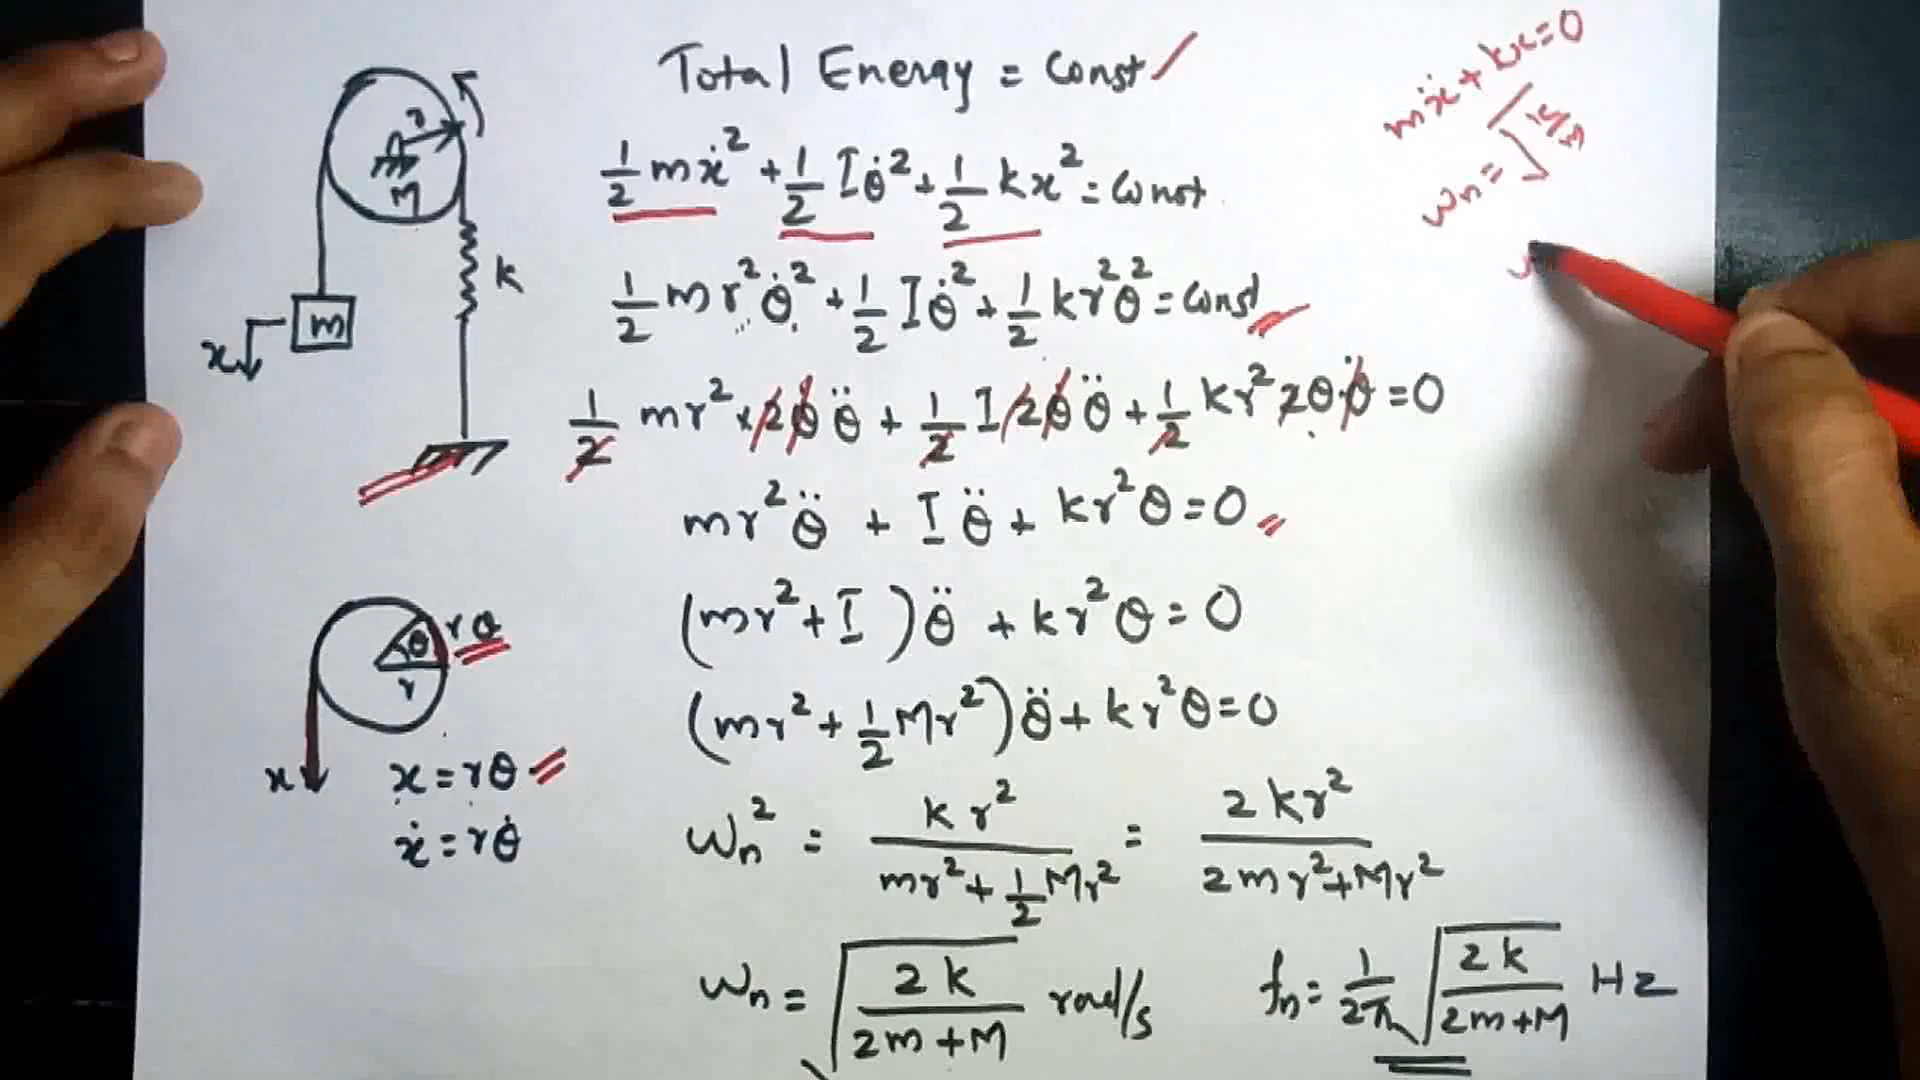 Total Energy = Const
1/2 mẋ² + 1/2 Iθ̇² + 1/2 kx² = Const
1/2 mr²θ̇² + 1/2 Iθ̇² + 1/2 kr²θ² = Const
1/2 mr² × 2θ̇ θ̈ + 1/2 I 2θ̇ θ̈ + 1/2 kr² 2θ·θ̇ = 0
mr²θ̈ + Iθ̈ + kr²θ = 0
(mr² + I)θ̈ + kr²θ = 0
(mr² + 1/2 Mr²)θ̈ + kr²θ = 0
ωn² = kr² / (mr² + 1/2 Mr²) = 2kr² / (2mr² + Mr²)
ωn = √(2k / (2m + M)) rad/s
fn = 1/2π √(2k / (2m + M)) Hz
mẍ + kx = 0
ωn = √(k/m)
r
M
k
m
x
θ
rθ
r
x
x = rθ
ẋ = rθ̇